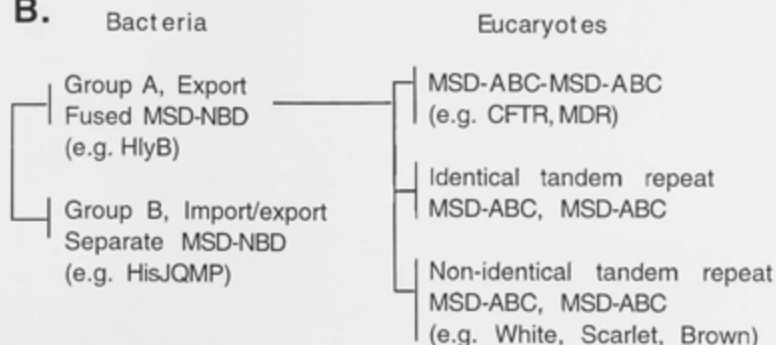 B.
Bacteria
Eucaryotes
Group A, Export
Fused MSD-NBD
(e.g. HlyB)
Group B, Import/export
Separate MSD-NBD
(e.g. HisJQMP)
MSD-ABC-MSD-ABC
(e.g. CFTR, MDR)
Identical tandem repeat
MSD-ABC, MSD-ABC
Non-identical tandem repeat
MSD-ABC, MSD-ABC
(e.g. White, Scarlet, Brown)